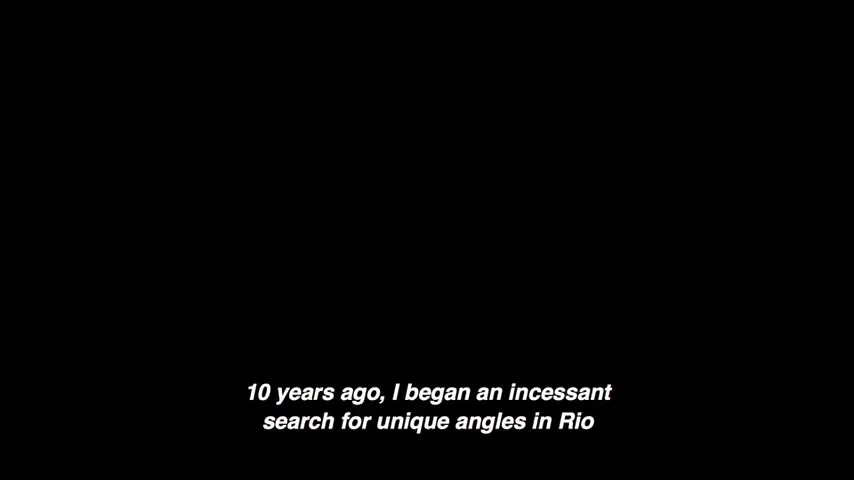 10 years ago, I began an incessant
search for unique angles in Rio